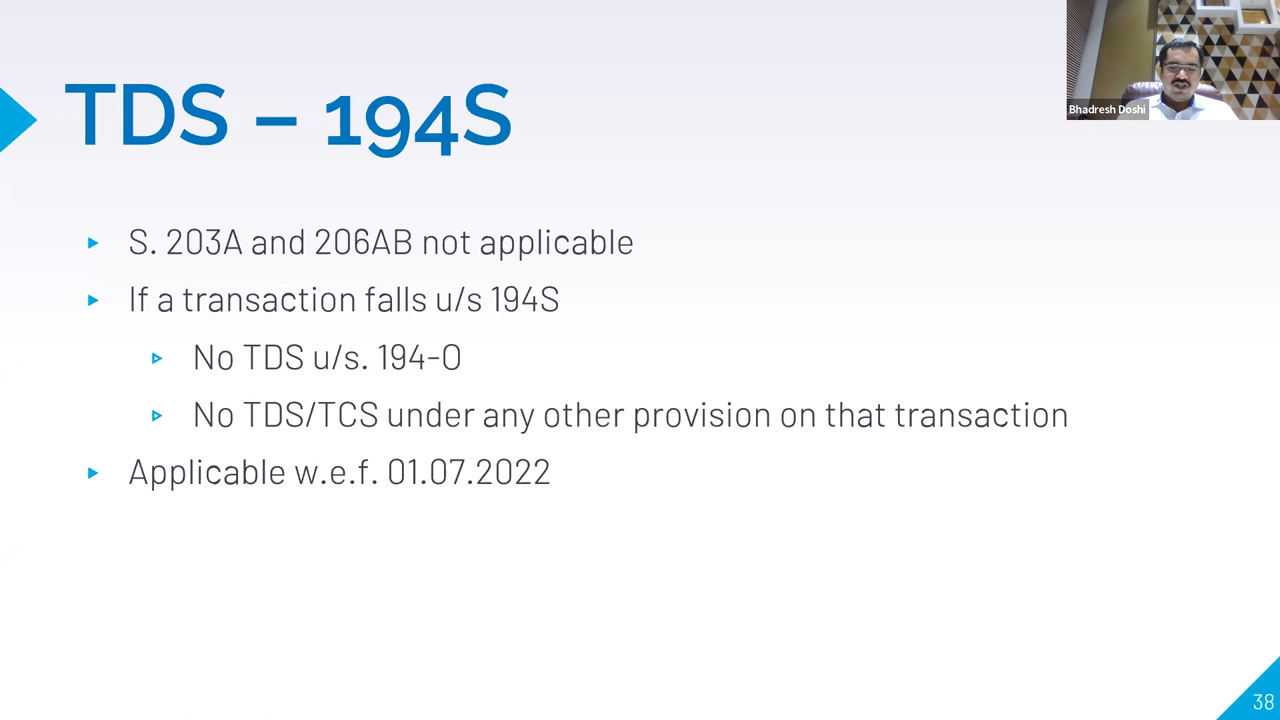 TDS – 194S
Bhadresh Doshi
S. 203A and 206AB not applicable
If a transaction falls u/s 194S
No TDS u/s. 194-O
No TDS/TCS under any other provision on that transaction
Applicable w.e.f. 01.07.2022
38